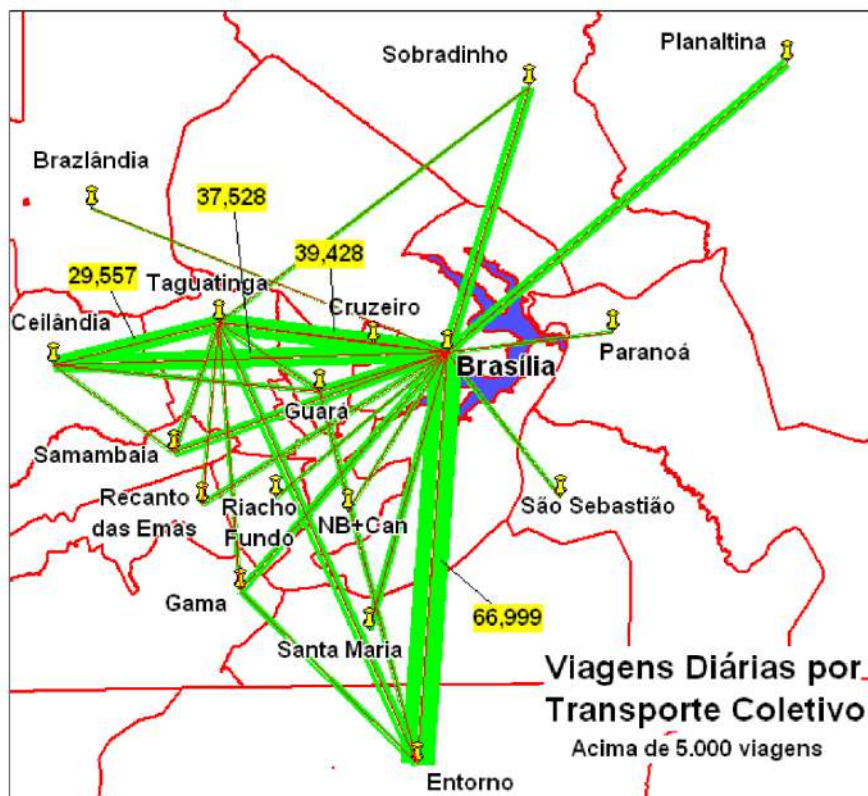 Planaltina
Sobradinho
Brazlândia
37,528
39,428
29,557
Taguatinga
Cruzeiro
Ceilândia
Paranoá
Brasília
Guará
Samambaia
Recanto
das Emas
Riacho
Fundo
NB+Can
São Sebastião
Gama
66,999
Santa Maria
Viagens Diárias por
Transporte Coletivo
Acima de 5.000 viagens
Entorno